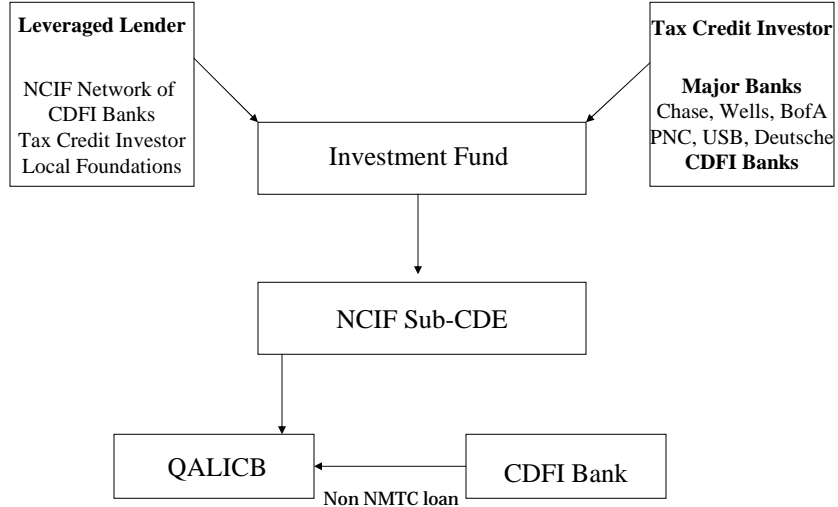 Leveraged Lender
NCIF Network of
CDFI Banks
Tax Credit Investor
Local Foundations
Tax Credit Investor
Major Banks
Chase, Wells, BofA
PNC, USB, Deutsche
CDFI Banks
Investment Fund
NCIF Sub-CDE
QALICB
CDFI Bank
Non NMTC loan